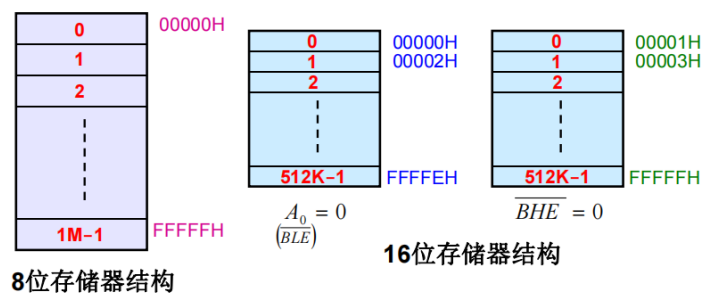 0 00000H
1
2
1M−1 FFFFFH
8位存储器结构
0 00000H
1 00002H
2
512K−1 FFFFEH
A₀ = 0
(\overline{BLE})
0 00001H
1 00003H
2
512K−1 FFFFFH
\overline{BHE} = 0
16位存储器结构